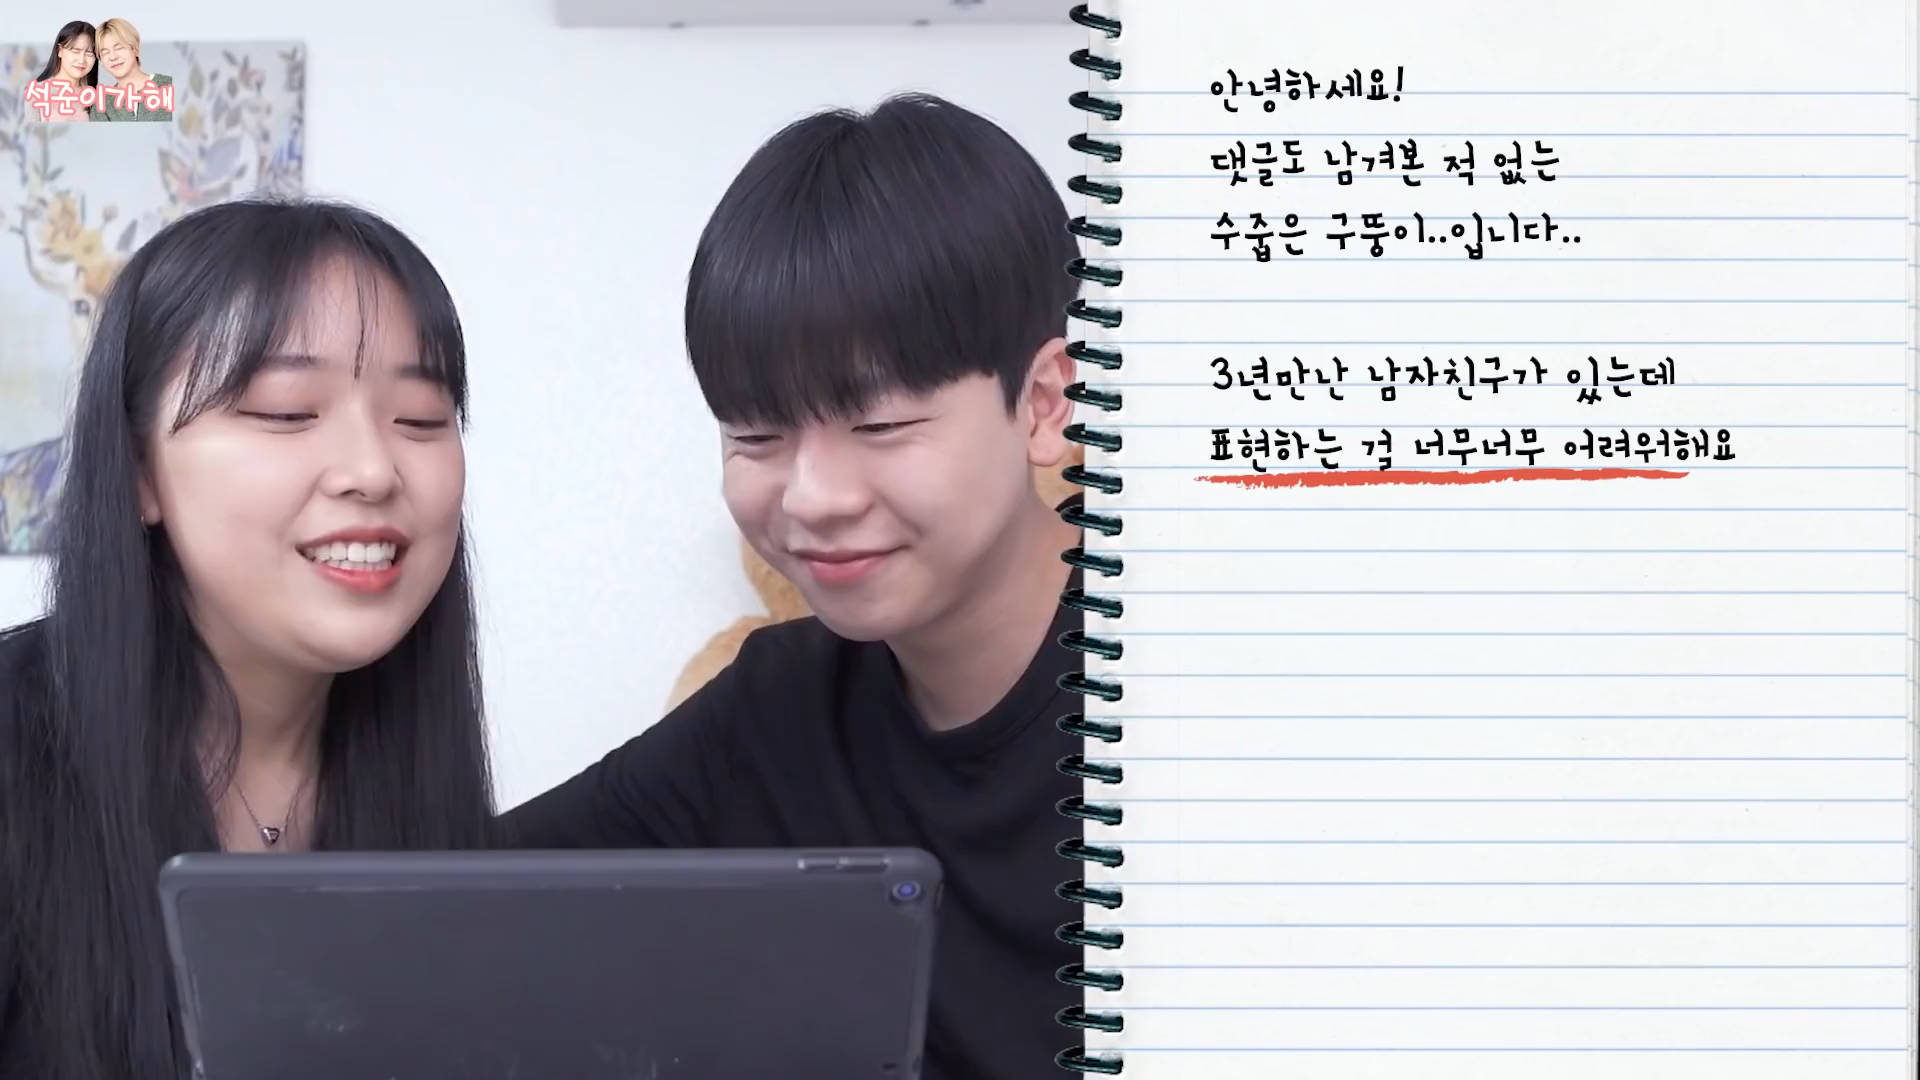 석준이가해
안녕하세요!
댓글도 남겨본 적 없는
수줍은 구뚱이..입니다..
3년만난 남자친구가 있는데
표현하는 걸 너무너무 어려워해요